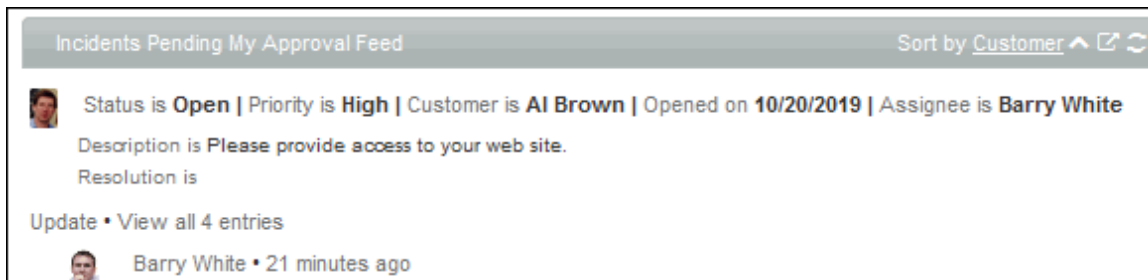 Incidents Pending My Approval Feed Sort by Customer
Status is Open | Priority is High | Customer is Al Brown | Opened on 10/20/2019 | Assignee is Barry White
Description is Please provide access to your web site.
Resolution is
Update • View all 4 entries
Barry White • 21 minutes ago